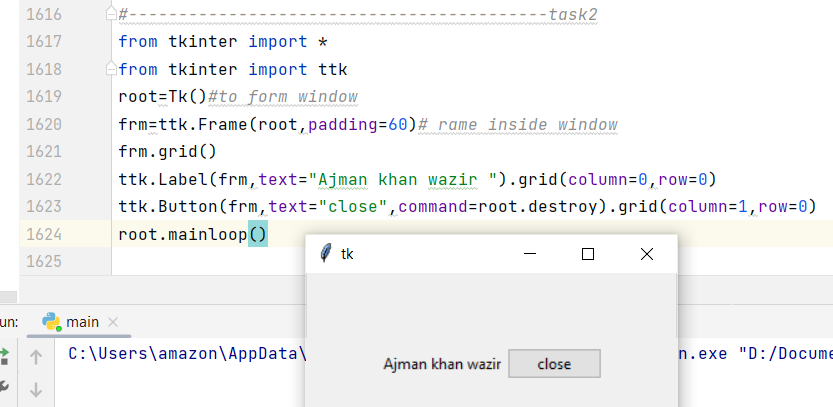 1616 #------------------------------------------task2
1617 from tkinter import *
1618 from tkinter import ttk
1619 root=Tk()#to form window
1620 frm=ttk.Frame(root,padding=60)# rame inside window
1621 frm.grid()
1622 ttk.Label(frm,text="Ajman khan wazir ").grid(column=0,row=0)
1623 ttk.Button(frm,text="close",command=root.destroy).grid(column=1,row=0)
1624 root.mainloop()
1625
tk
un: main
C:\Users\amazon\AppData\ n.exe "D:/Docume
Ajman khan wazir close